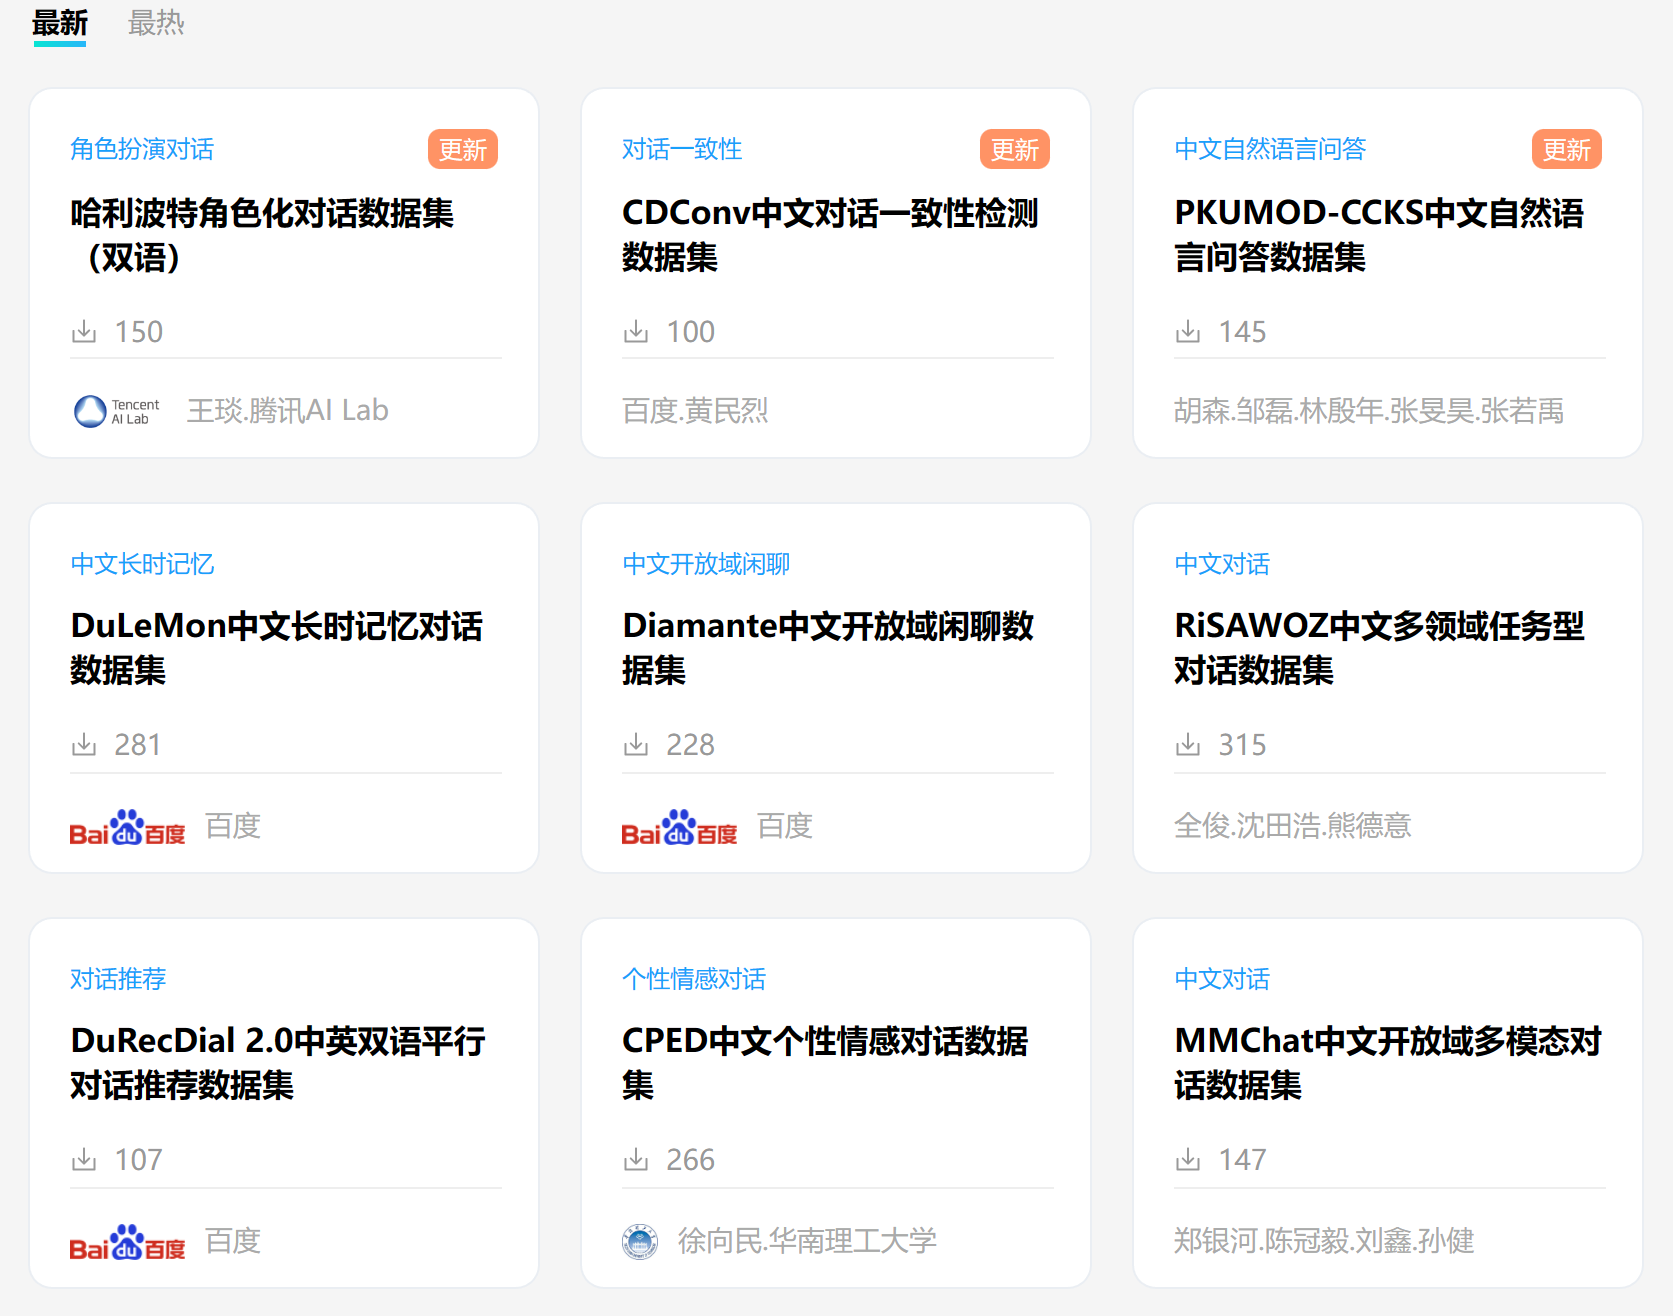 最新 最热
角色扮演对话 更新
哈利波特角色化对话数据集
（双语）
150
Tencent
AI Lab
王琰.腾讯AI Lab
对话一致性 更新
CDConv中文对话一致性检测
数据集
100
百度.黄民烈
中文自然语言问答 更新
PKUMOD-CCKS中文自然语
言问答数据集
145
胡森.邹磊.林殷年.张旻昊.张若禹
中文长时记忆
DuLeMon中文长时记忆对话
数据集
281
Baidu百度 百度
中文开放域闲聊
Diamante中文开放域闲聊数
据集
228
Baidu百度 百度
中文对话
RiSAWOZ中文多领域任务型
对话数据集
315
全俊.沈田浩.熊德意
对话推荐
DuRecDial 2.0中英双语平行
对话推荐数据集
107
Baidu百度 百度
个性情感对话
CPED中文个性情感对话数据
集
266
徐向民.华南理工大学
中文对话
MMChat中文开放域多模态对
话数据集
147
郑银河.陈冠毅.刘鑫.孙健